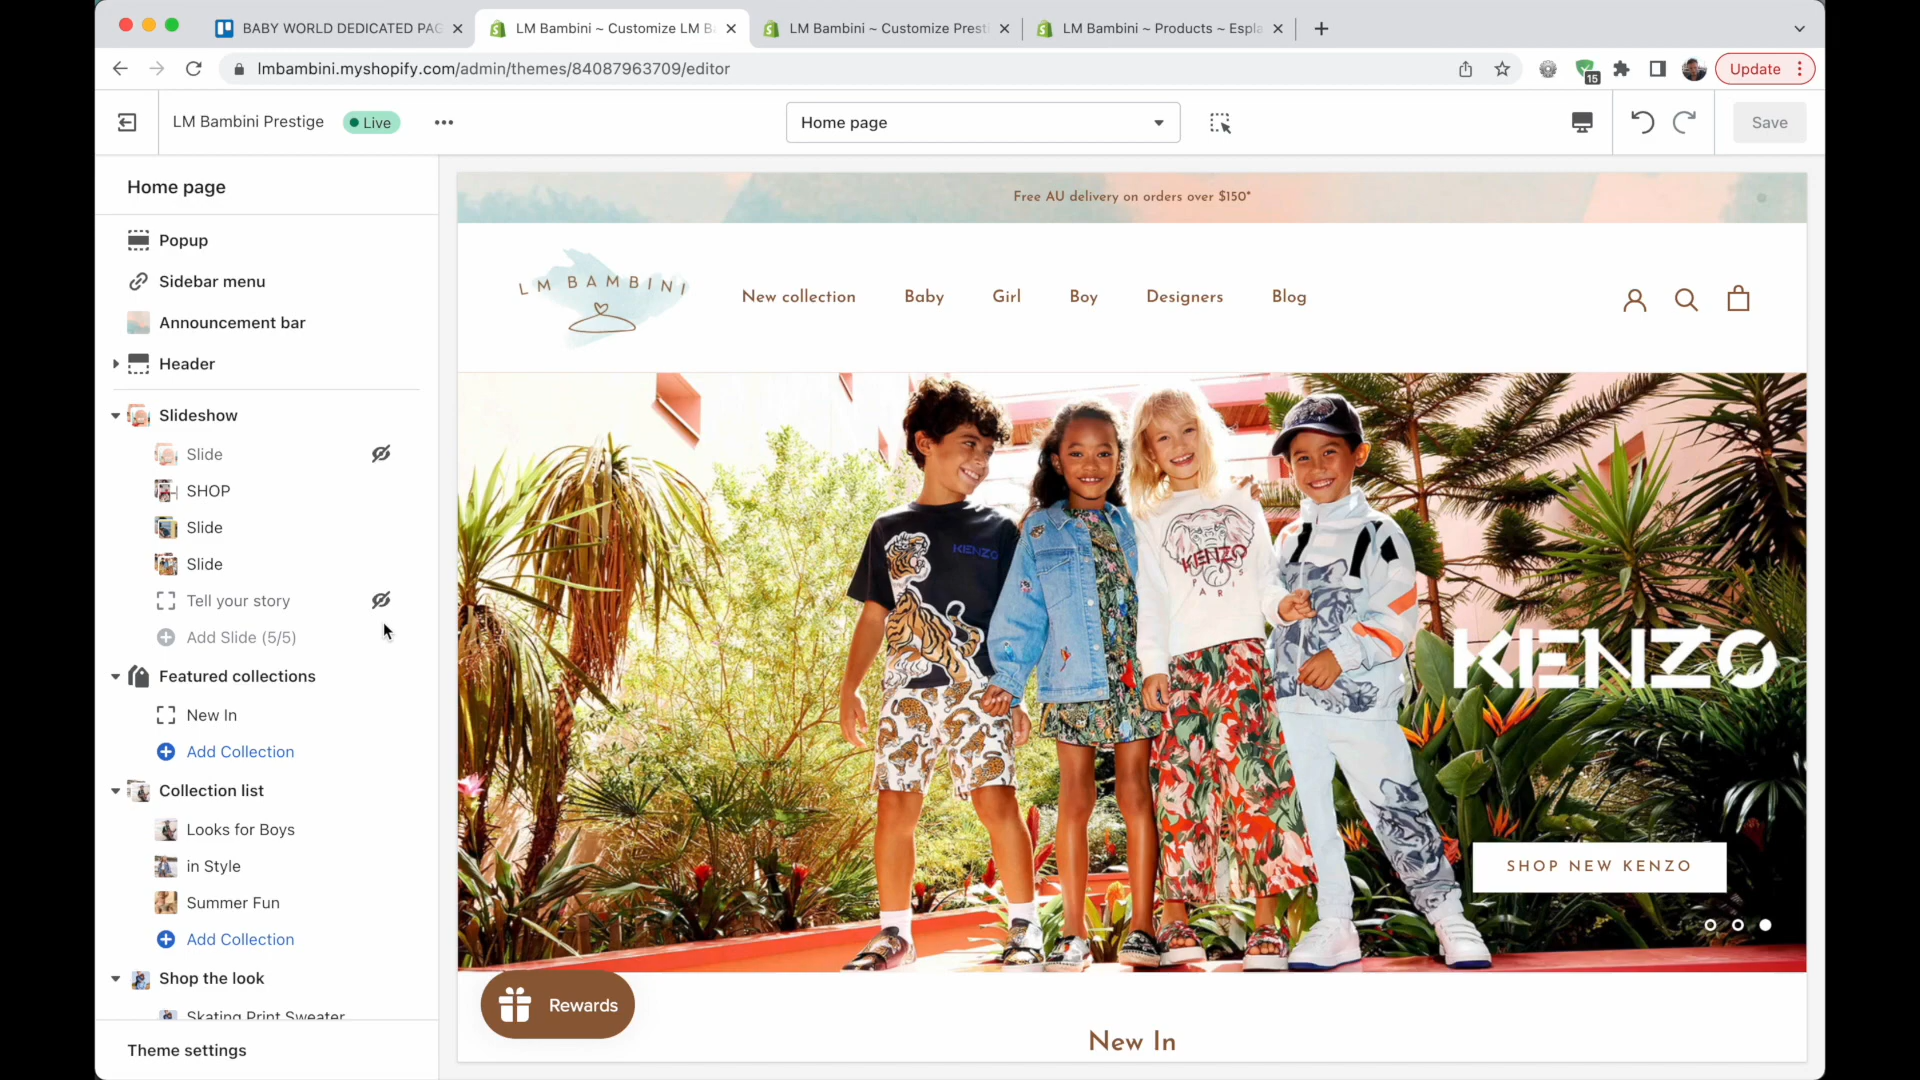 BABY WORLD DEDICATED PAG
LM Bambini ~ Customize LM B
LM Bambini ~ Customize Presti
LM Bambini ~ Products ~ Espla
lmbambini.myshopify.com/admin/themes/84087963709/editor
15
Update
LM Bambini Prestige
Live
Home page
Save
Home page
Popup
Sidebar menu
Announcement bar
Header
Slideshow
Slide
SHOP
Slide
Slide
Tell your story
Add Slide (5/5)
Featured collections
New In
Add Collection
Collection list
Looks for Boys
in Style
Summer Fun
Add Collection
Shop the look
Skating Print Sweater
Theme settings
Free AU delivery on orders over $150*
LM BAMBINI
New collection
Baby
Girl
Boy
Designers
Blog
KENZO
KENZO
PARIS
KENZO
SHOP NEW KENZO
Rewards
New In